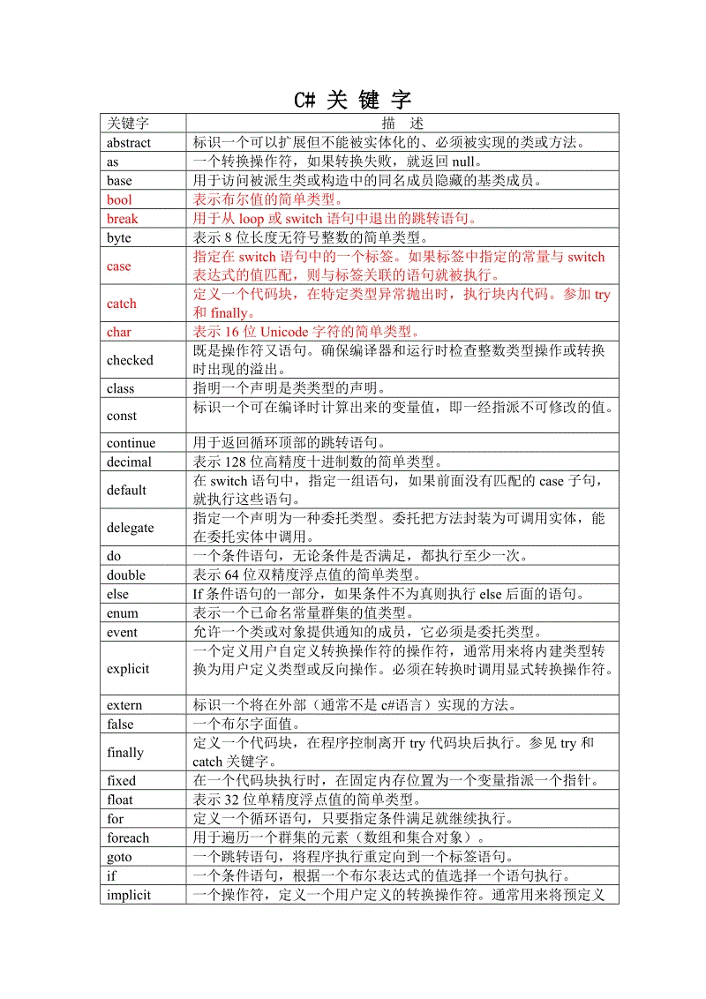 C# 关 键 字
关键字 描 述
abstract 标识一个可以扩展但不能被实体化的、必须被实现的类或方法。
as 一个转换操作符，如果转换失败，就返回 null。
base 用于访问被派生类或构造中的同名成员隐藏的基类成员。
bool 表示布尔值的简单类型。
break 用于从 loop 或 switch 语句中退出的跳转语句。
byte 表示 8 位长度无符号整数的简单类型。
case 指定在 switch 语句中的一个标签。如果标签中指定的常量与 switch
表达式的值匹配，则与标签关联的语句就被执行。
catch 定义一个代码块，在特定类型异常抛出时，执行块内代码。参加 try
和 finally。
char 表示 16 位 Unicode 字符的简单类型。
checked 既是操作符又语句。确保编译器和运行时检查整数类型操作或转换
时出现的溢出。
class 指明一个声明是类类型的声明。
const 标识一个可在编译时计算出来的变量值，即一经指派不可修改的值。
continue 用于返回循环顶部的跳转语句。
decimal 表示 128 位高精度十进制数的简单类型。
default 在 switch 语句中，指定一组语句，如果前面没有匹配的 case 子句，
就执行这些语句。
delegate 指定一个声明为一种委托类型。委托把方法封装为可调用实体，能
在委托实体中调用。
do 一个条件语句，无论条件是否满足，都执行至少一次。
double 表示 64 位双精度浮点值的简单类型。
else If 条件语句的一部分，如果条件不为真则执行 else 后面的语句。
enum 表示一个已命名常量群集的值类型。
event 允许一个类或对象提供通知的成员，它必须是委托类型。
explicit 一个定义用户自定义转换操作符的操作符，通常用来将内建类型转
换为用户定义类型或反向操作。必须在转换时调用显式转换操作符。
extern 标识一个将在外部（通常不是 c#语言）实现的方法。
false 一个布尔字面值。
finally 定义一个代码块，在程序控制离开 try 代码块后执行。参见 try 和
catch 关键字。
fixed 在一个代码块执行时，在固定内存位置为一个变量指派一个指针。
float 表示 32 位单精度浮点值的简单类型。
for 定义一个循环语句，只要指定条件满足就继续执行。
foreach 用于遍历一个群集的元素（数组和集合对象）。
goto 一个跳转语句，将程序执行重定向到一个标签语句。
if 一个条件语句，根据一个布尔表达式的值选择一个语句执行。
implicit 一个操作符，定义一个用户定义的转换操作符。通常用来将预定义